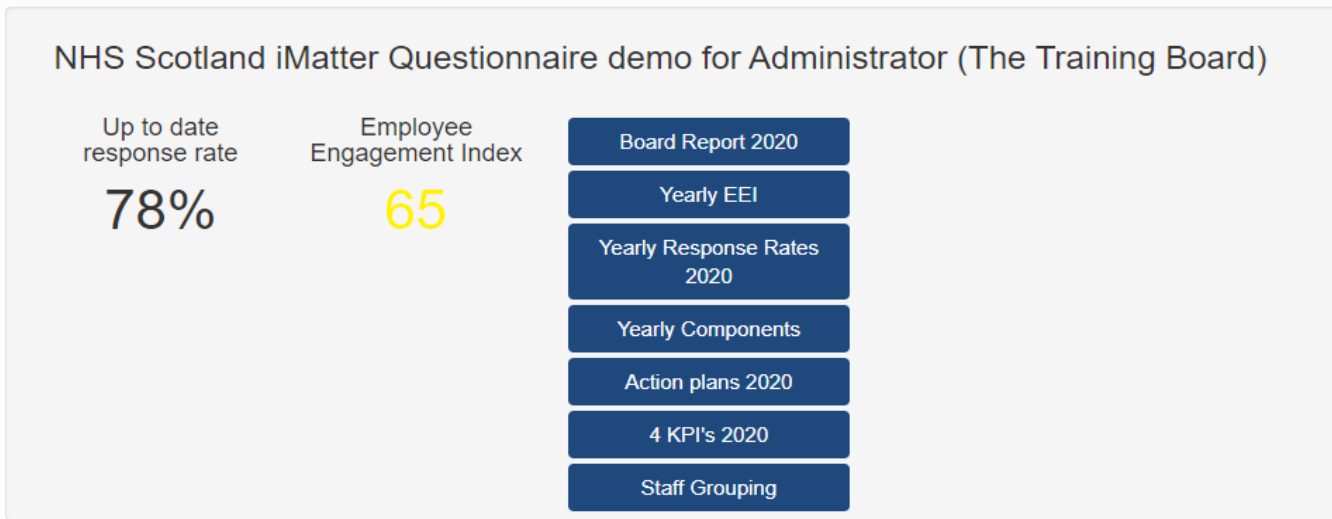 NHS Scotland iMatter Questionnaire demo for Administrator (The Training Board)
Up to date
response rate
78%
Employee
Engagement Index
65
Board Report 2020
Yearly EEI
Yearly Response Rates
2020
Yearly Components
Action plans 2020
4 KPI's 2020
Staff Grouping